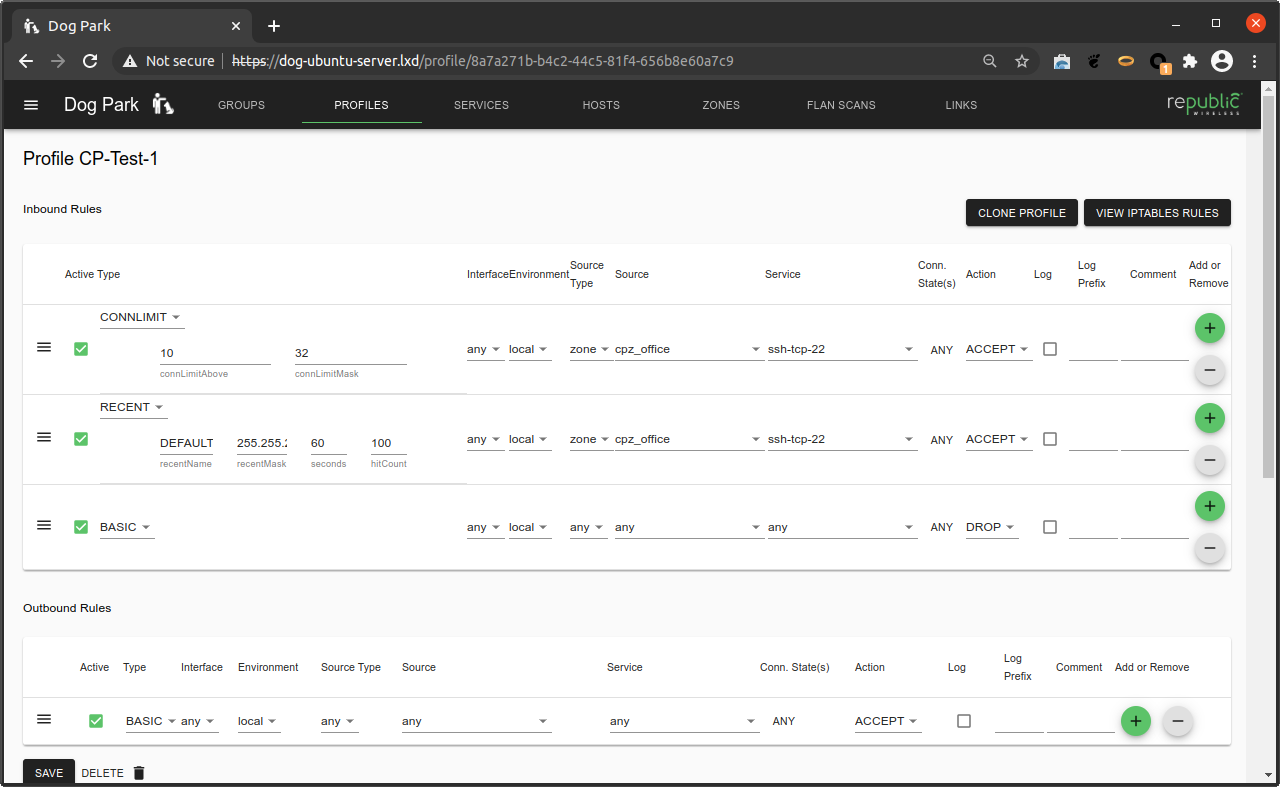 Dog Park
Not secure https://dog-ubuntu-server.lxd/profile/8a7a271b-b4c2-44c5-81f4-656b8e60a7c9
1
Dog Park GROUPS PROFILES SERVICES HOSTS ZONES FLAN SCANS LINKS republic WIRELESS
Profile CP-Test-1
Inbound Rules CLONE PROFILE VIEW IPTABLES RULES
Active Type Interface Environment Source Type Source Service Conn. State(s) Action Log Log Prefix Comment Add or Remove
CONNLIMIT
10 32 any local zone cpz_office ssh-tcp-22 ANY ACCEPT
connLimitAbove connLimitMask
RECENT
DEFAULT 255.255.2 60 100 any local zone cpz_office ssh-tcp-22 ANY ACCEPT
recentName recentMask seconds hitCount
BASIC any local any any any ANY DROP
Outbound Rules
Active Type Interface Environment Source Type Source Service Conn. State(s) Action Log Log Prefix Comment Add or Remove
BASIC any local any any any ANY ACCEPT
SAVE DELETE